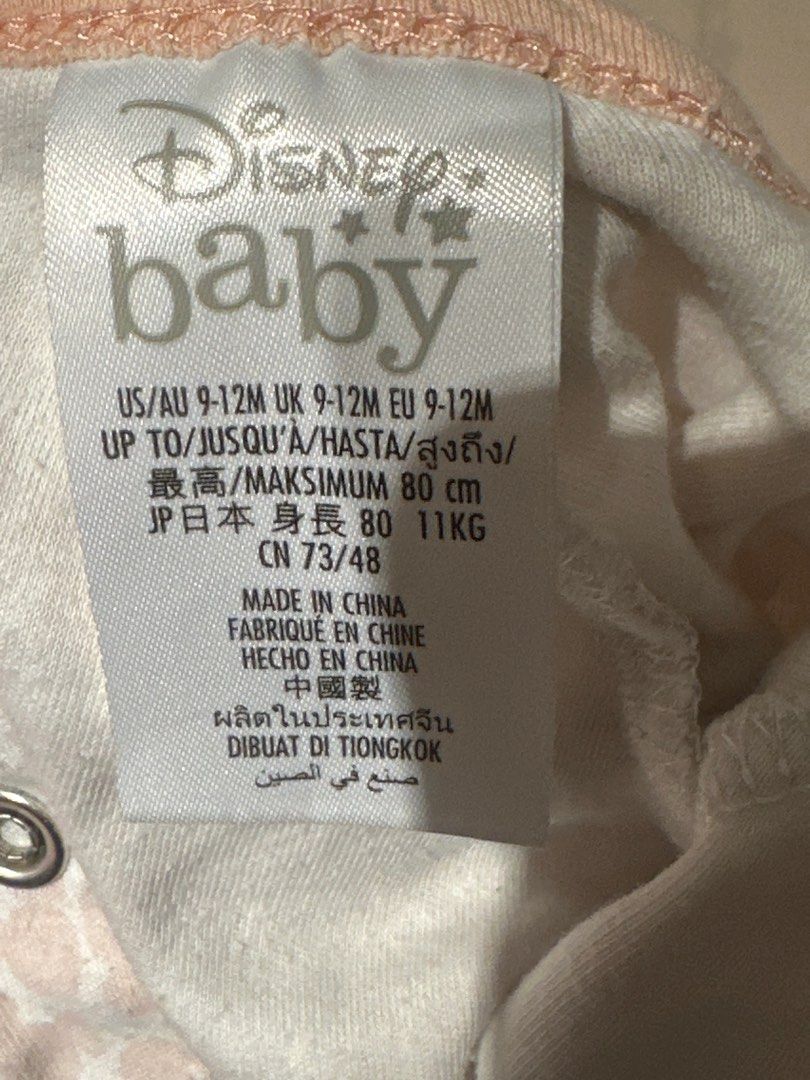 Disney
baby
US/AU 9-12M UK 9-12M EU 9-12M
UP TO/JUSQU'À/HASTA/สูงถึง/
最高/MAKSIMUM 80 cm
JP日本 身長 80 11KG
CN 73/48
MADE IN CHINA
FABRIQUÉ EN CHINE
HECHO EN CHINA
中國製
ผลิตในประเทศจีน
DIBUAT DI TIONGKOK
صنع في الصين